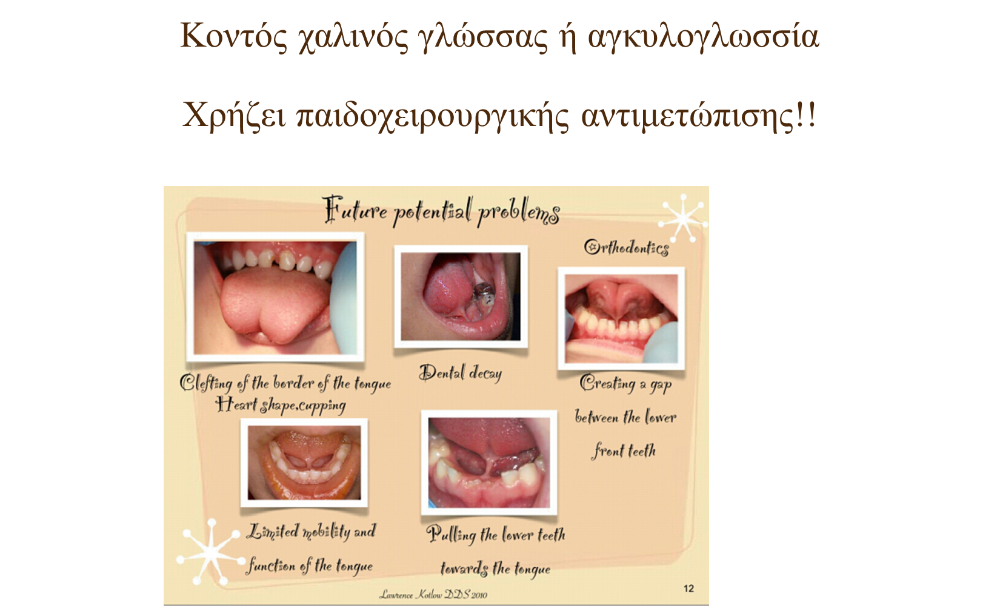 Κοντός χαλινός γλώσσας ή αγκυλογλωσσία
Χρήζει παιδοχειρουργικής αντιμετώπισης!!
Future potential problems
Orthodontics
Clefting of the border of the tongue
Heart shape,cupping
Dental decay
Creating a gap
between the lower
front teeth
Limited mobility and
function of the tongue
Pulling the lower teeth
towards the tongue
Lawrence Kotlow DDS 2010
12